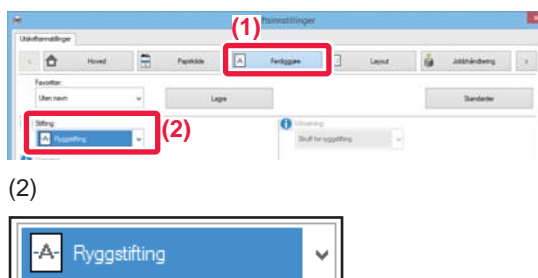 (1)
ftsinnstillinger
Utskriftsinnstillinger
Hoved Papirkilde Ferdiggjøre Layout Jobbhåndtering
Favoritter:
Uten navn Lagre Standarder
Stifting: Utmating:
Ryggstifting (2) Skuff for ryggstifting
(2)
-A- Ryggstifting